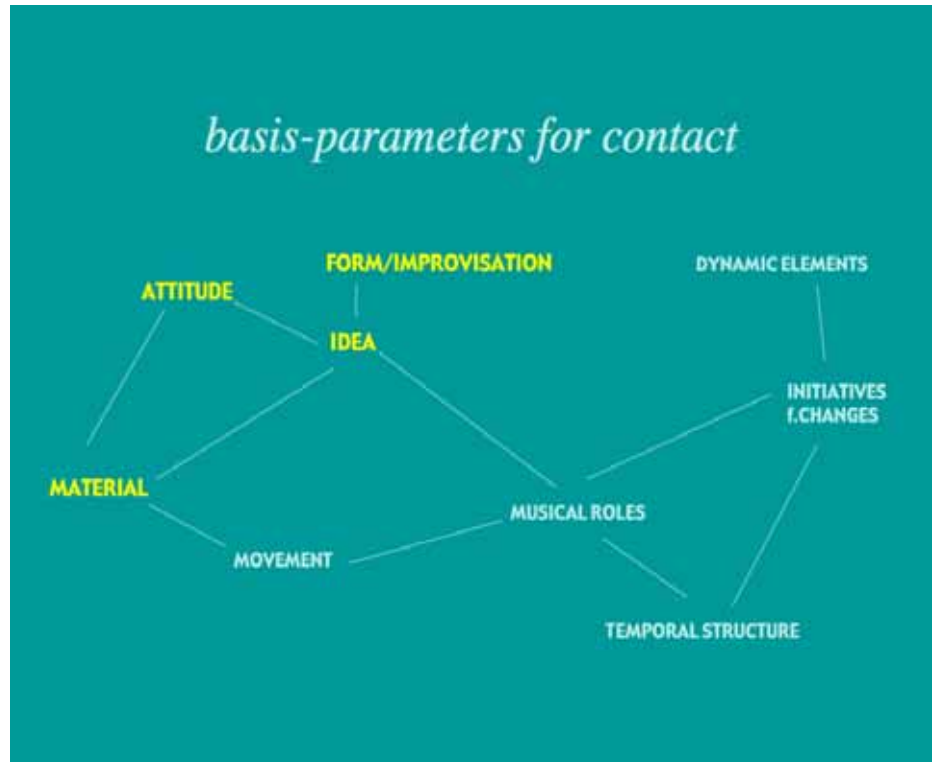 basis-parameters for contact
FORM/IMPROVISATION
DYNAMIC ELEMENTS
ATTITUDE
IDEA
INITIATIVES
f.CHANGES
MATERIAL
MUSICAL ROLES
MOVEMENT
TEMPORAL STRUCTURE